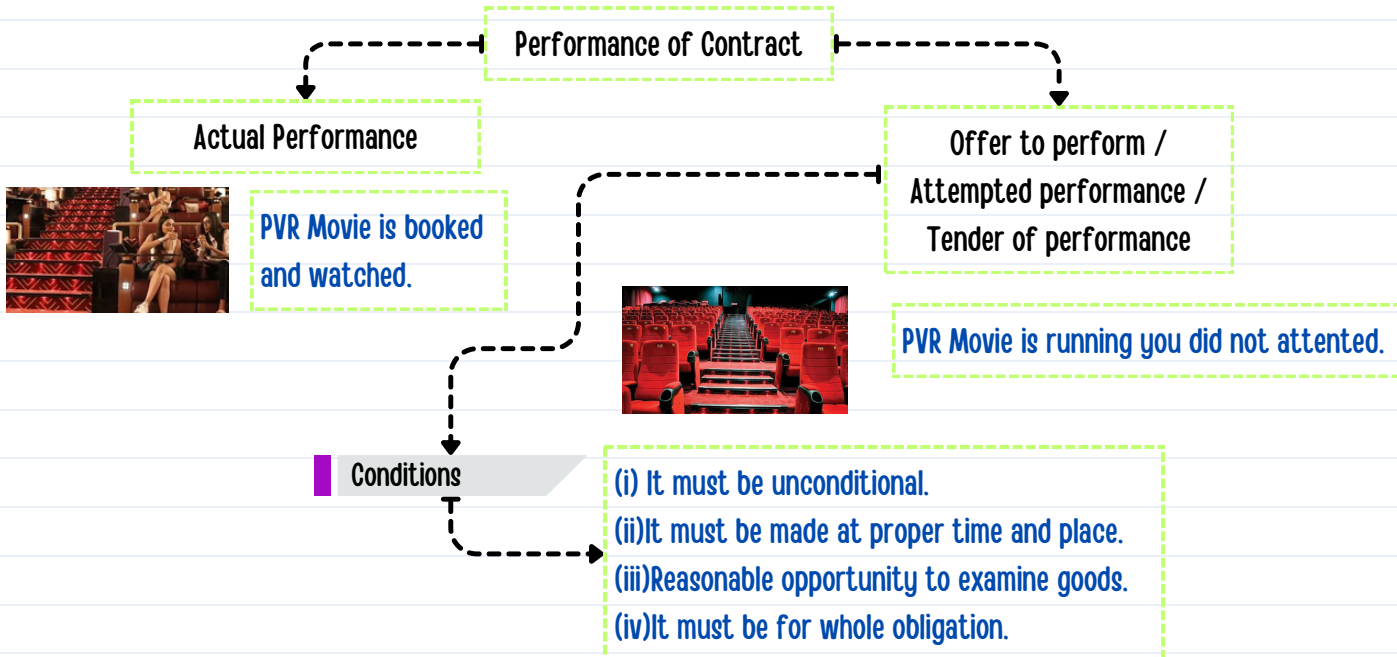 Performance of Contract
Actual Performance
Offer to perform /
Attempted performance /
Tender of performance
PVR Movie is booked
and watched.
PVR Movie is running you did not attented.
Conditions
(i) It must be unconditional.
(ii)It must be made at proper time and place.
(iii)Reasonable opportunity to examine goods.
(iv)It must be for whole obligation.